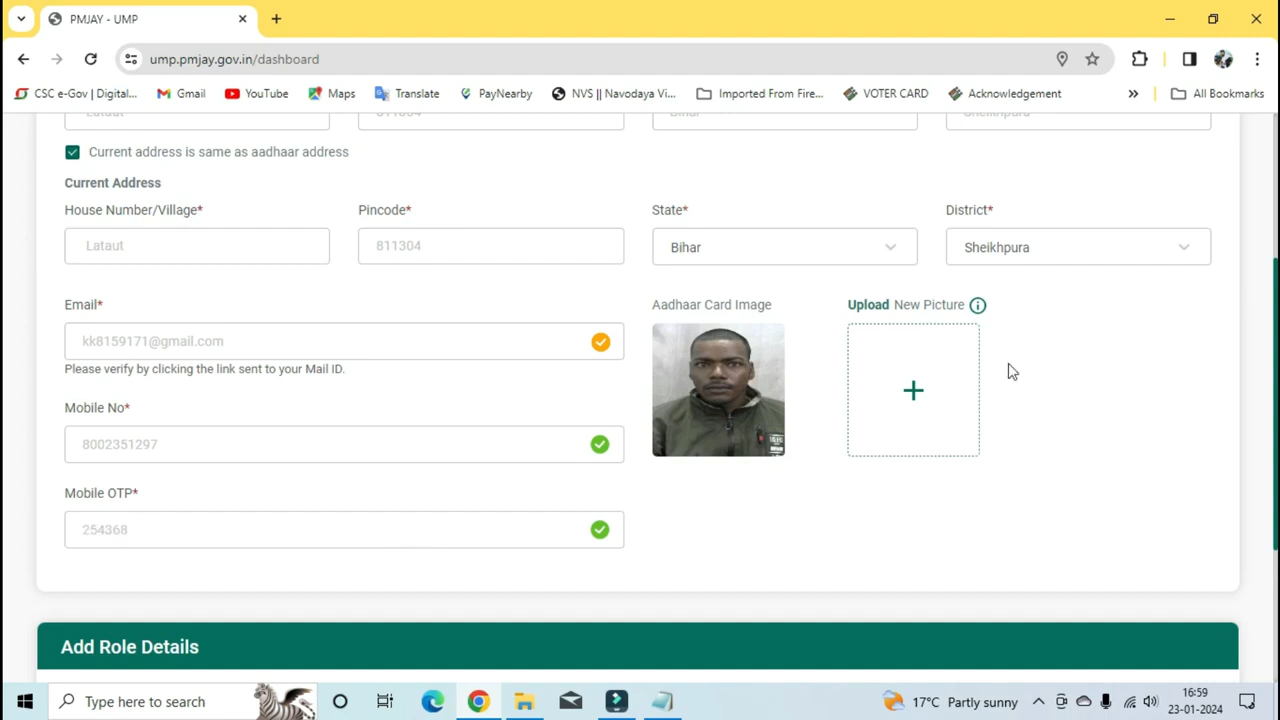 PMJAY - UMP
ump.pmjay.gov.in/dashboard
CSC e-Gov | Digital... Gmail YouTube Maps Translate PayNearby NVS || Navodaya Vi... Imported From Fire... VOTER CARD Acknowledgement » All Bookmarks
Lataut 811304 Bihar Sheikhpura
Current address is same as aadhaar address
Current Address
House Number/Village* Pincode* State* District*
Lataut 811304 Bihar Sheikhpura
Email* Aadhaar Card Image Upload New Picture
kk8159171@gmail.com
Please verify by clicking the link sent to your Mail ID.
Mobile No*
8002351297
Mobile OTP*
254368
Add Role Details
Type here to search
17°C Partly sunny
16:59
23-01-2024